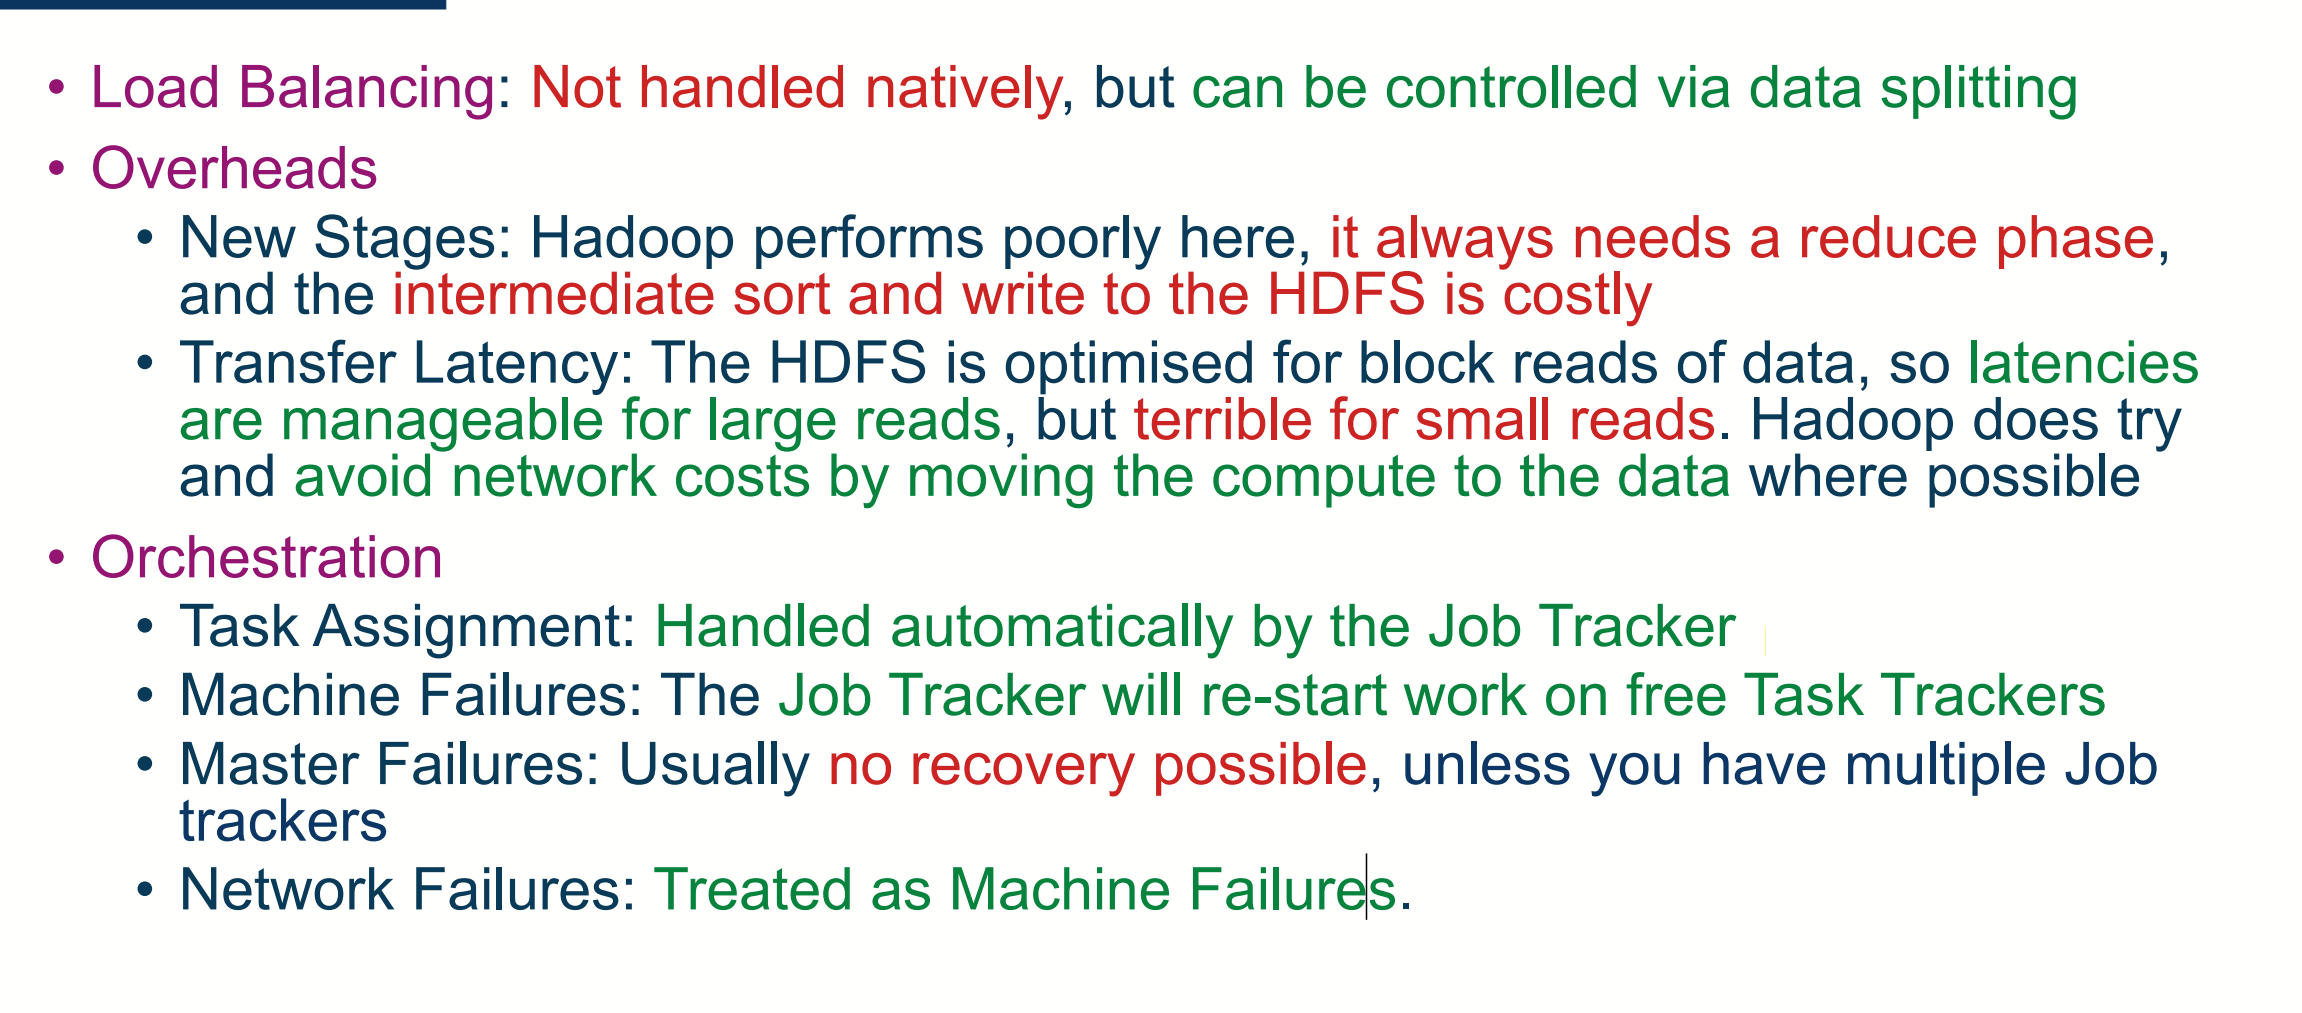 • Load Balancing: Not handled natively, but can be controlled via data splitting
• Overheads
• New Stages: Hadoop performs poorly here, it always needs a reduce phase,
and the intermediate sort and write to the HDFS is costly
• Transfer Latency: The HDFS is optimised for block reads of data, so latencies
are manageable for large reads, but terrible for small reads. Hadoop does try
and avoid network costs by moving the compute to the data where possible
• Orchestration
• Task Assignment: Handled automatically by the Job Tracker
• Machine Failures: The Job Tracker will re-start work on free Task Trackers
• Master Failures: Usually no recovery possible, unless you have multiple Job
trackers
• Network Failures: Treated as Machine Failures.